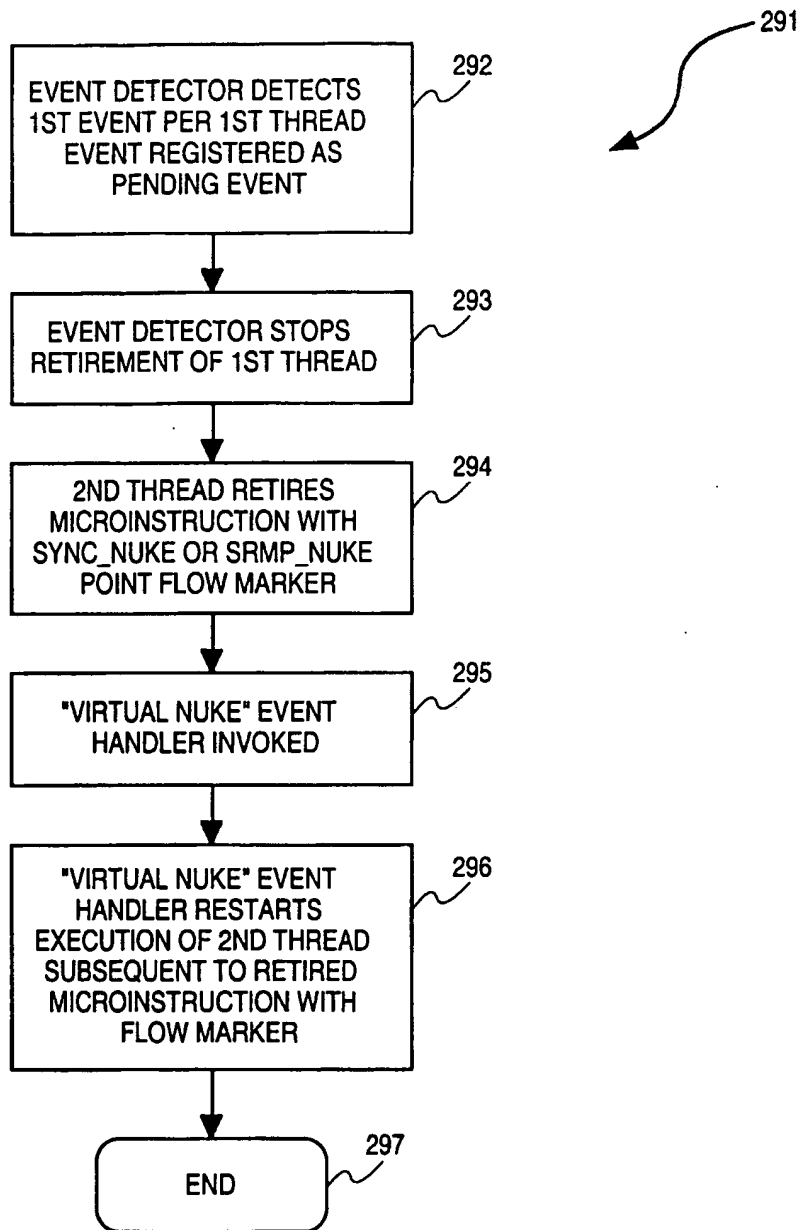 291
292
EVENT DETECTOR DETECTS
1ST EVENT PER 1ST THREAD
EVENT REGISTERED AS
PENDING EVENT
293
EVENT DETECTOR STOPS
RETIREMENT OF 1ST THREAD
294
2ND THREAD RETIRES
MICROINSTRUCTION WITH
SYNC_NUKE OR SRMP_NUKE
POINT FLOW MARKER
295
"VIRTUAL NUKE" EVENT
HANDLER INVOKED
296
"VIRTUAL NUKE" EVENT
HANDLER RESTARTS
EXECUTION OF 2ND THREAD
SUBSEQUENT TO RETIRED
MICROINSTRUCTION WITH
FLOW MARKER
297
END